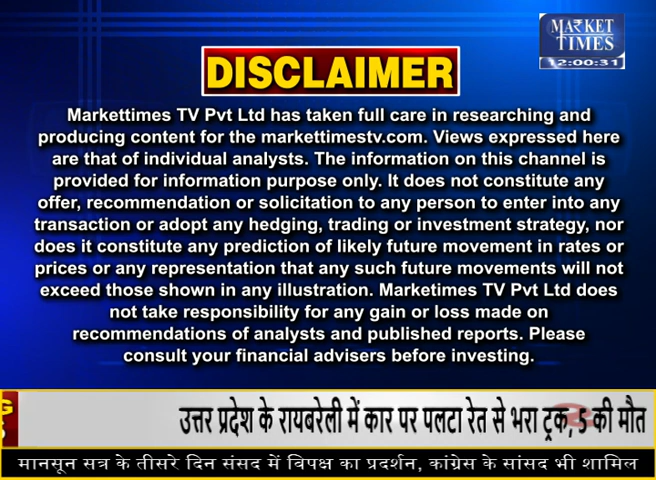 MARKET
TIMES
12:00:31
DISCLAIMER
Markettimes TV Pvt Ltd has taken full care in researching and
producing content for the markettimestv.com. Views expressed here
are that of individual analysts. The information on this channel is
provided for information purpose only. It does not constitute any
offer, recommendation or solicitation to any person to enter into any
transaction or adopt any hedging, trading or investment strategy, nor
does it constitute any prediction of likely future movement in rates or
prices or any representation that any such future movements will not
exceed those shown in any illustration. Marketimes TV Pvt Ltd does
not take responsibility for any gain or loss made on
recommendations of analysts and published reports. Please
consult your financial advisers before investing.
उत्तर प्रदेश के रायबरेली में कार पर पलटा रेत से भरा ट्रक, 5 की मौत
मानसून सत्र के तीसरे दिन संसद में विपक्ष का प्रदर्शन, कांग्रेस के सांसद भी शामिल